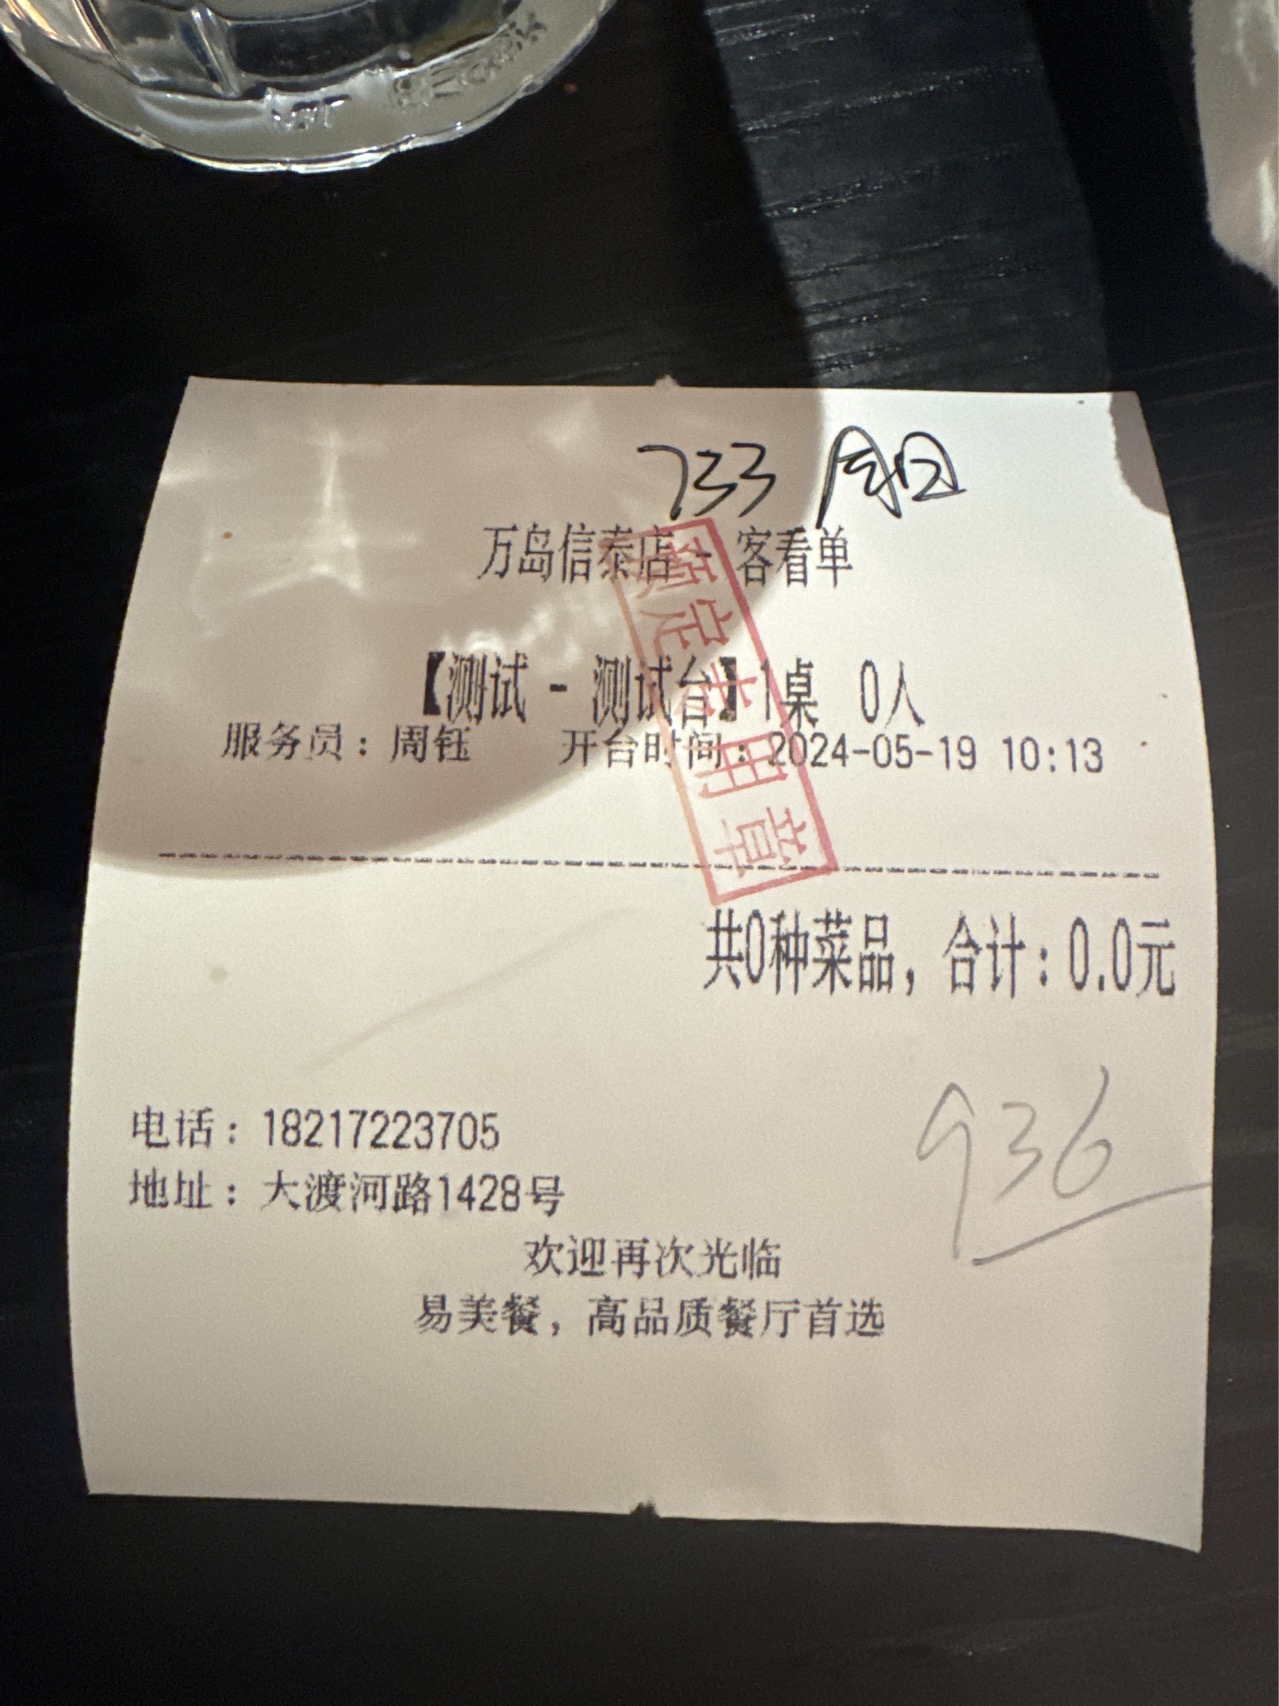 733
万岛信泰店 - 客看单
【测试 - 测试台】1桌 0人
服务员：周钰 开台时间：2024-05-19 10:13
专用章
共0种菜品，合计：0.0元
936
电话：18217223705
地址：大渡河路1428号
欢迎再次光临
易美餐，高品质餐厅首选